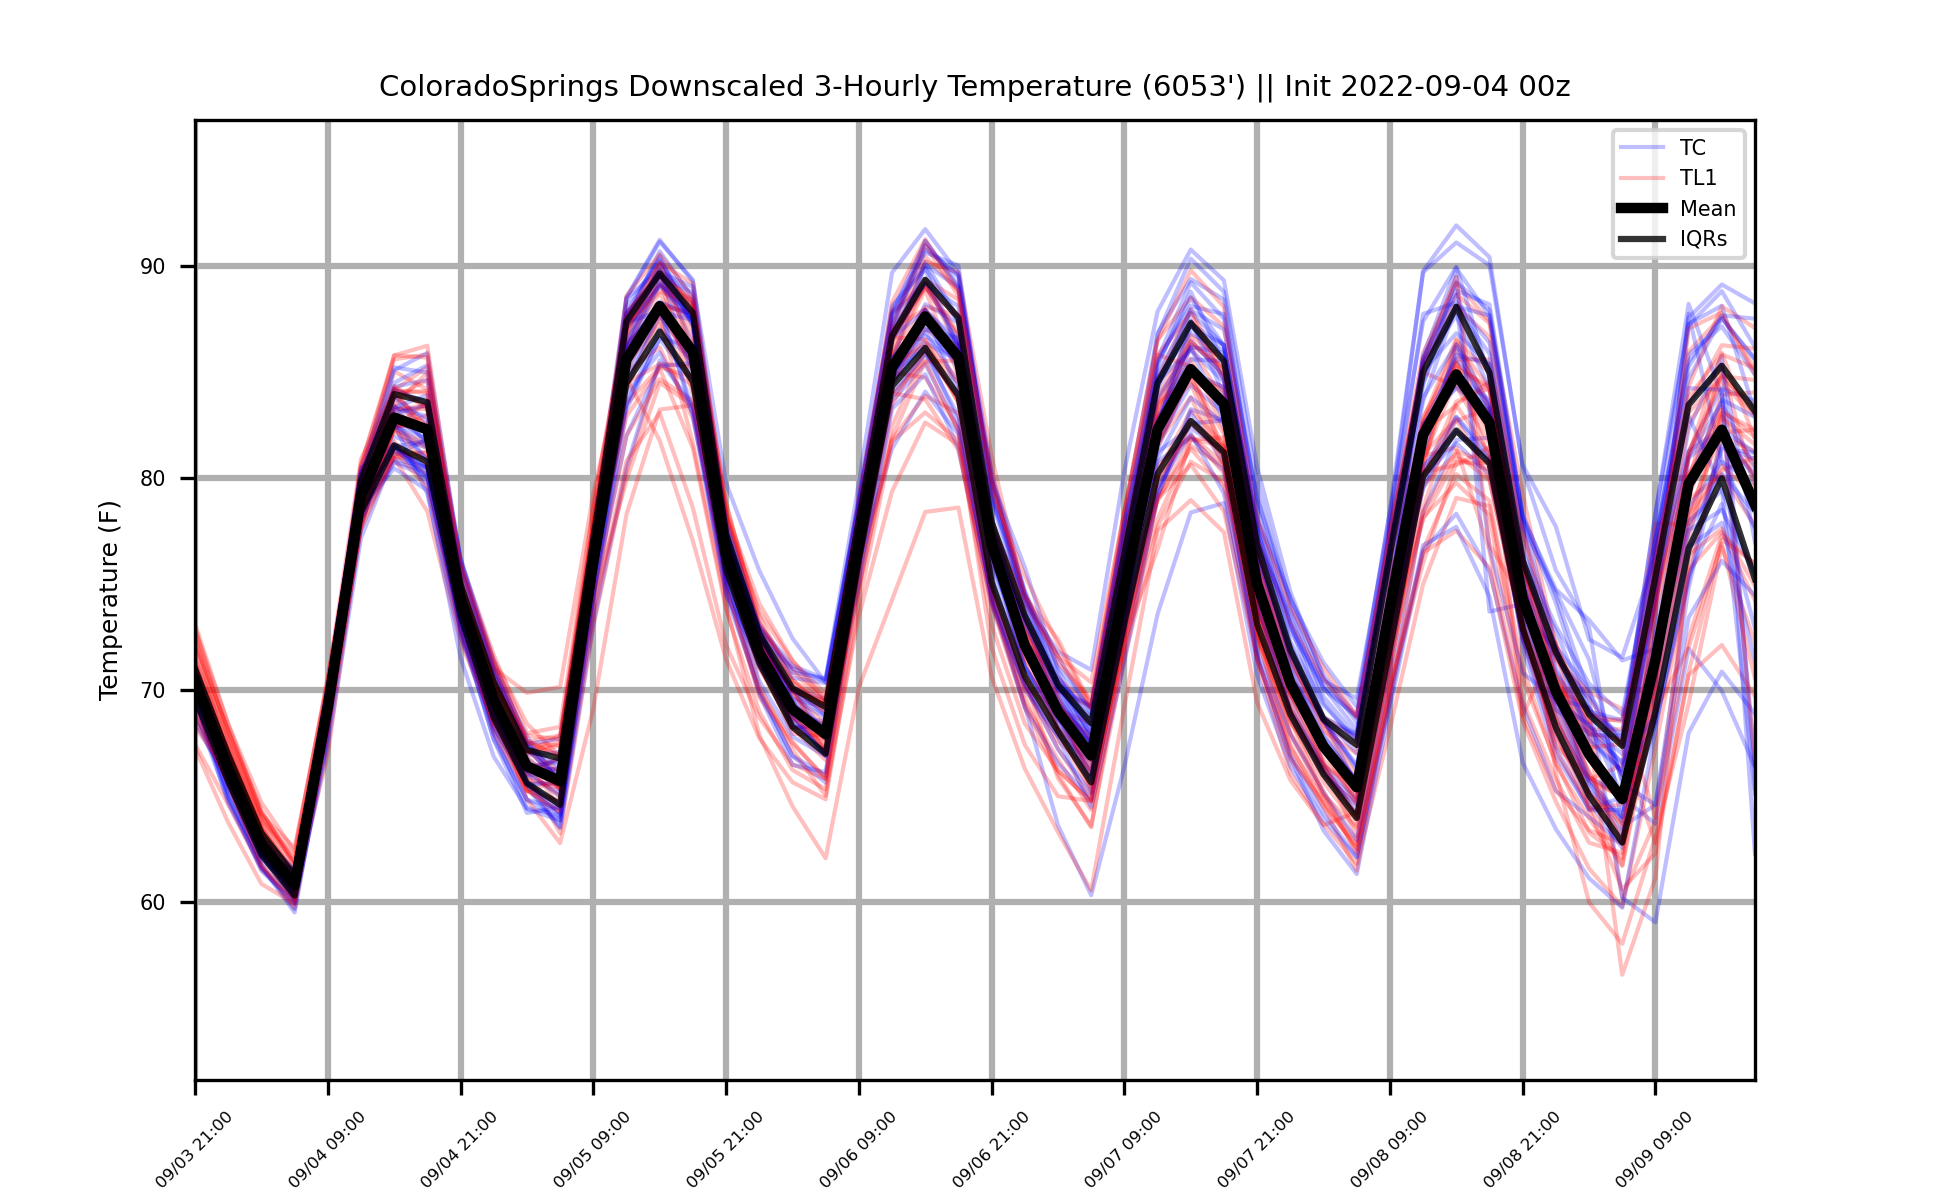 ColoradoSprings Downscaled 3-Hourly Temperature (6053') || Init 2022-09-04 00z
TC
TL1
Mean
IQRs
Temperature (F)
90
80
70
60
09/03 21:00
09/04 09:00
09/04 21:00
09/05 09:00
09/05 21:00
09/06 09:00
09/06 21:00
09/07 09:00
09/07 21:00
09/08 09:00
09/08 21:00
09/09 09:00